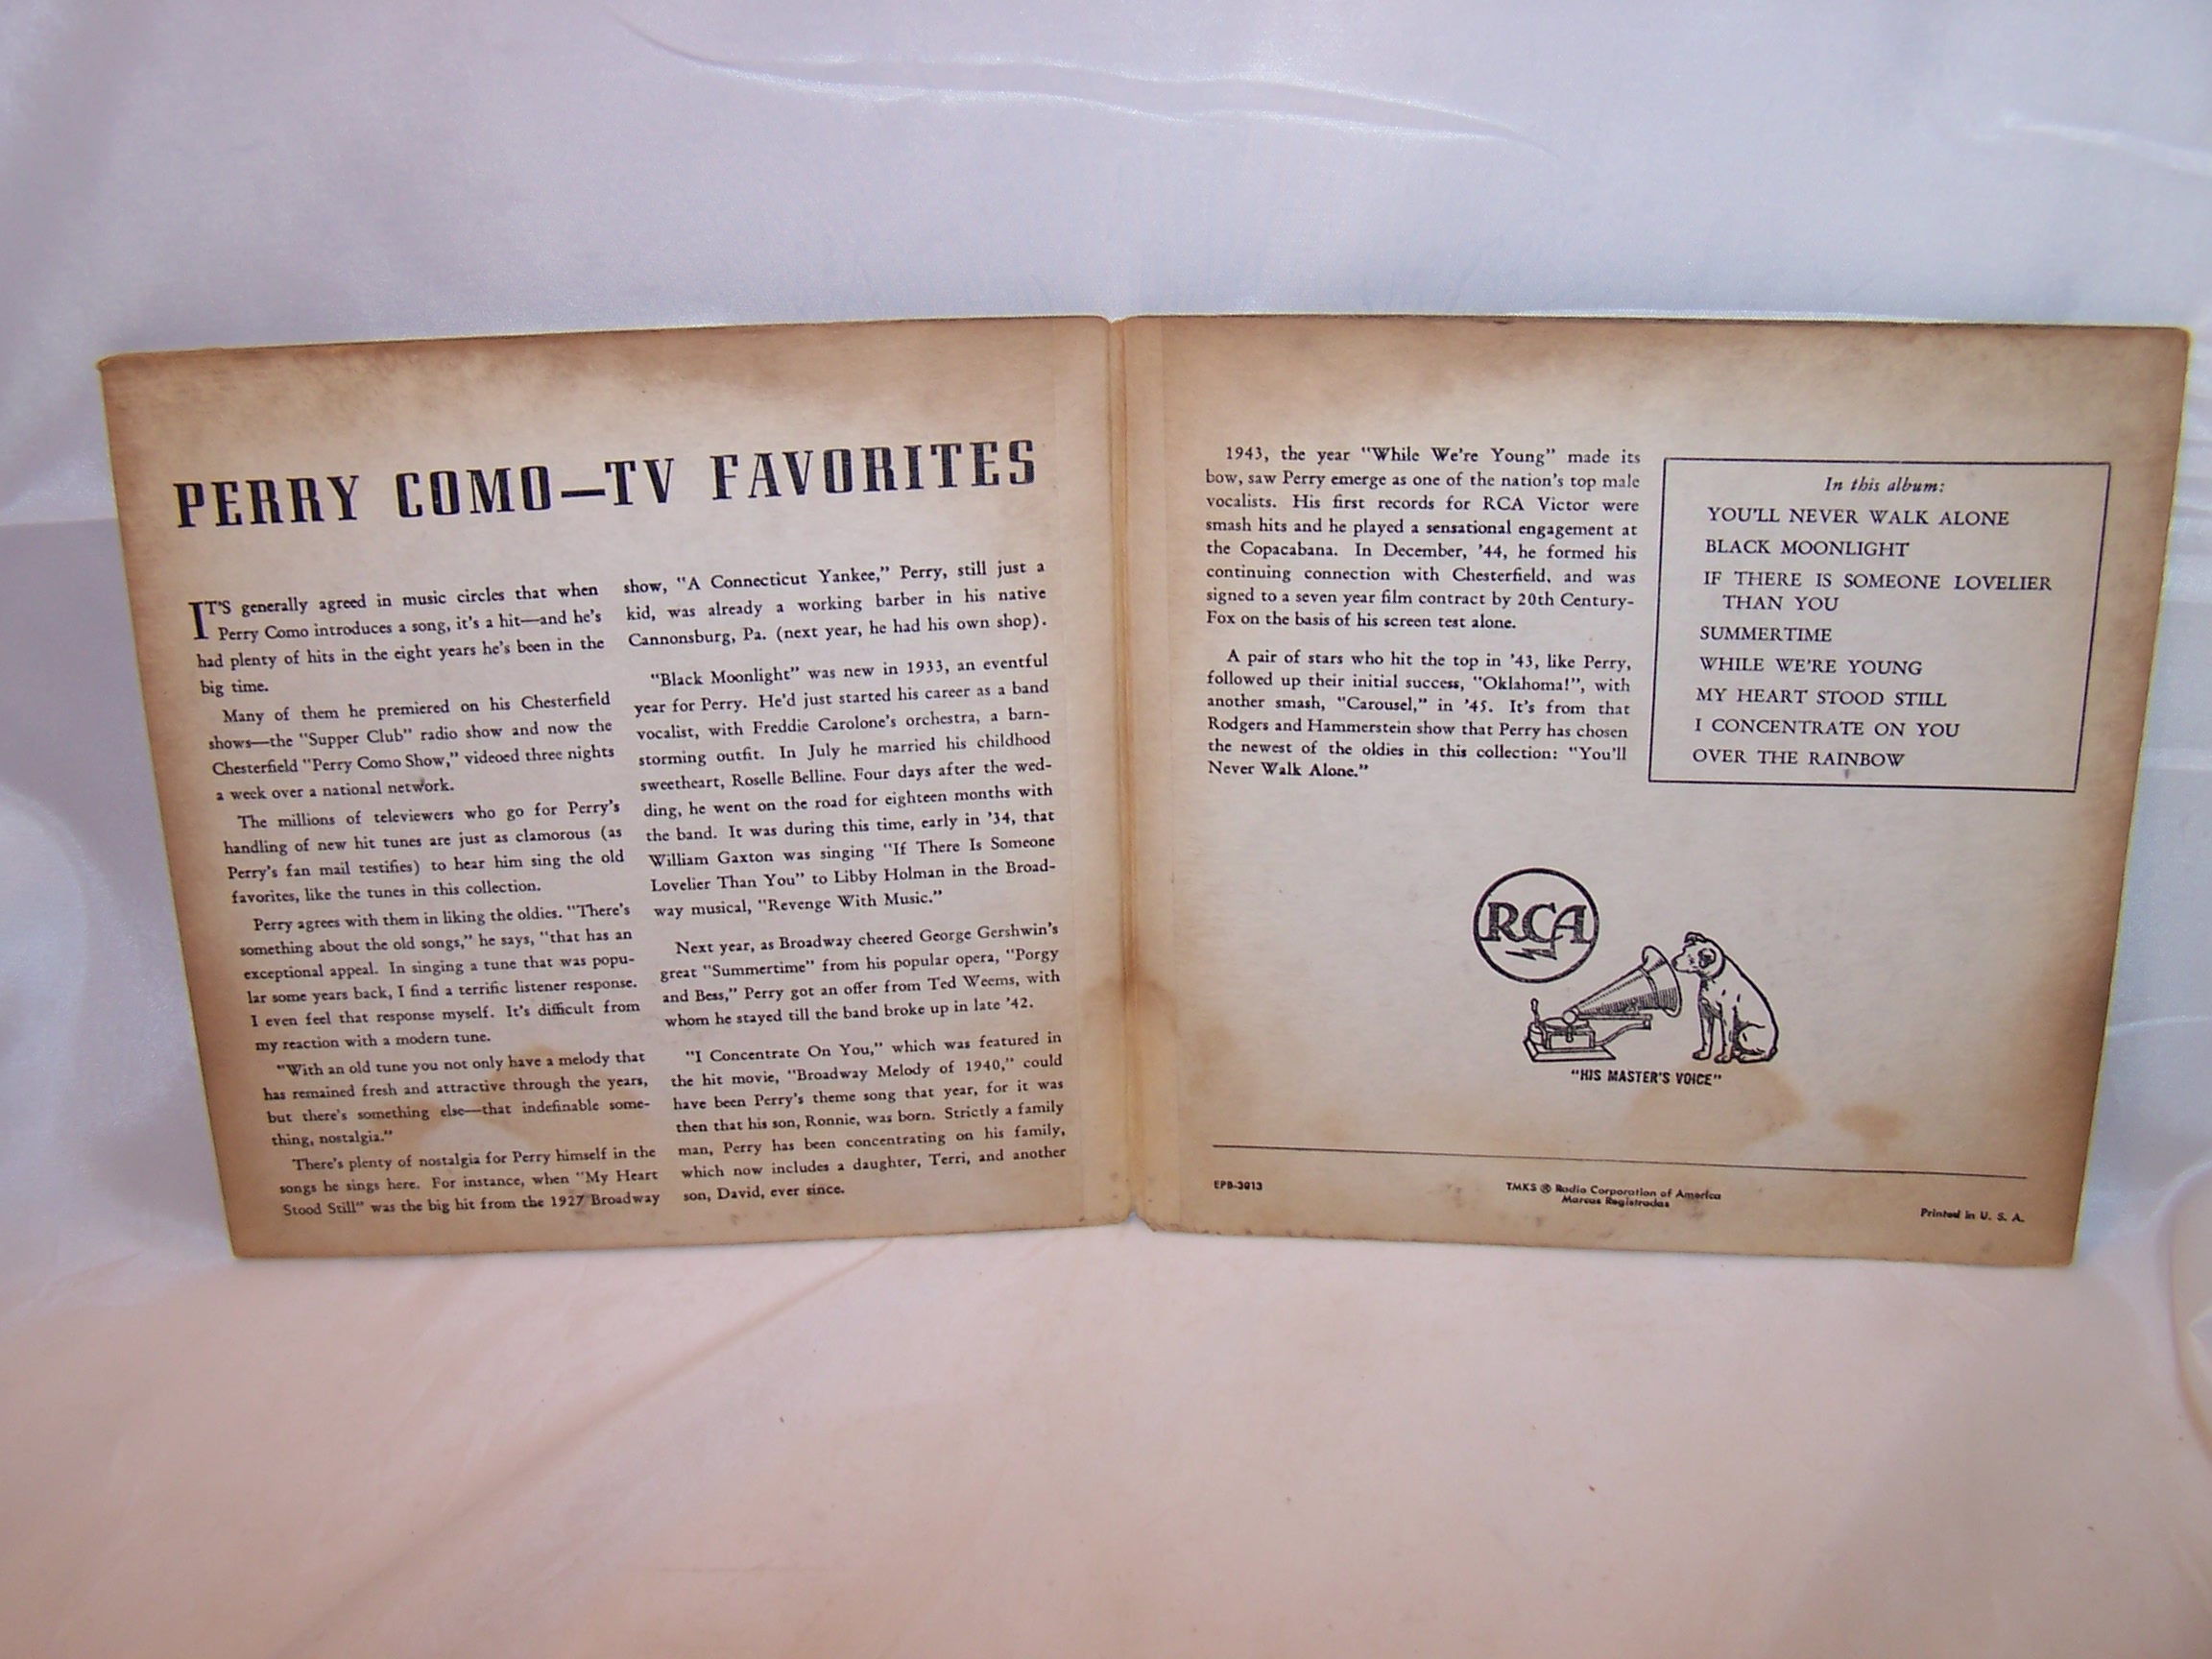 PERRY COMO—TV FAVORITES
IT'S generally agreed in music circles that when
Perry Como introduces a song, it's a hit—and he's
had plenty of hits in the eight years he's been in the
big time.
Many of them he premiered on his Chesterfield
shows—the "Supper Club" radio show and now the
Chesterfield "Perry Como Show," videoed three nights
a week over a national network.
The millions of televiewers who go for Perry's
handling of new hit tunes are just as clamorous (as
Perry's fan mail testifies) to hear him sing the old
favorites, like the tunes in this collection.
Perry agrees with them in liking the oldies. "There's
something about the old songs," he says, "that has an
exceptional appeal. In singing a tune that was popu-
lar some years back, I find a terrific listener response.
I even feel that response myself. It's difficult from
my reaction with a modern tune.
"With an old tune you not only have a melody that
has remained fresh and attractive through the years,
but there's something else—that indefinable some-
thing, nostalgia."
There's plenty of nostalgia for Perry himself in the
songs he sings here. For instance, when "My Heart
Stood Still" was the big hit from the 1927 Broadway
show, "A Connecticut Yankee," Perry, still just a
kid, was already a working barber in his native
Cannonsburg, Pa. (next year, he had his own shop).
"Black Moonlight" was new in 1933, an eventful
year for Perry. He'd just started his career as a band
vocalist, with Freddie Carolone's orchestra, a barn-
storming outfit. In July he married his childhood
sweetheart, Roselle Belline. Four days after the wed-
ding, he went on the road for eighteen months with
the band. It was during this time, early in '34, that
William Gaxton was singing "If There Is Someone
Lovelier Than You" to Libby Holman in the Broad-
way musical, "Revenge With Music."
Next year, as Broadway cheered George Gershwin's
great "Summertime" from his popular opera, "Porgy
and Bess," Perry got an offer from Ted Weems, with
whom he stayed till the band broke up in late '42.
"I Concentrate On You," which was featured in
the hit movie, "Broadway Melody of 1940," could
have been Perry's theme song that year, for it was
then that his son, Ronnie, was born. Strictly a family
man, Perry has been concentrating on his family,
which now includes a daughter, Terri, and another
son, David, ever since.
1943, the year "While We're Young" made its
bow, saw Perry emerge as one of the nation's top male
vocalists. His first records for RCA Victor were
smash hits and he played a sensational engagement at
the Copacabana. In December, '44, he formed his
continuing connection with Chesterfield, and was
signed to a seven year film contract by 20th Century-
Fox on the basis of his screen test alone.
A pair of stars who hit the top in '43, like Perry,
followed up their initial success, "Oklahoma!", with
another smash, "Carousel," in '45. It's from that
Rodgers and Hammerstein show that Perry has chosen
the newest of the oldies in this collection: "You'll
Never Walk Alone."
In this album:
YOU'LL NEVER WALK ALONE
BLACK MOONLIGHT
IF THERE IS SOMEONE LOVELIER
THAN YOU
SUMMERTIME
WHILE WE'RE YOUNG
MY HEART STOOD STILL
I CONCENTRATE ON YOU
OVER THE RAINBOW
RCA
"HIS MASTER'S VOICE"
EPB-3013
TMKS ® Radio Corporation of America
Marcas Registradas
Printed in U. S. A.